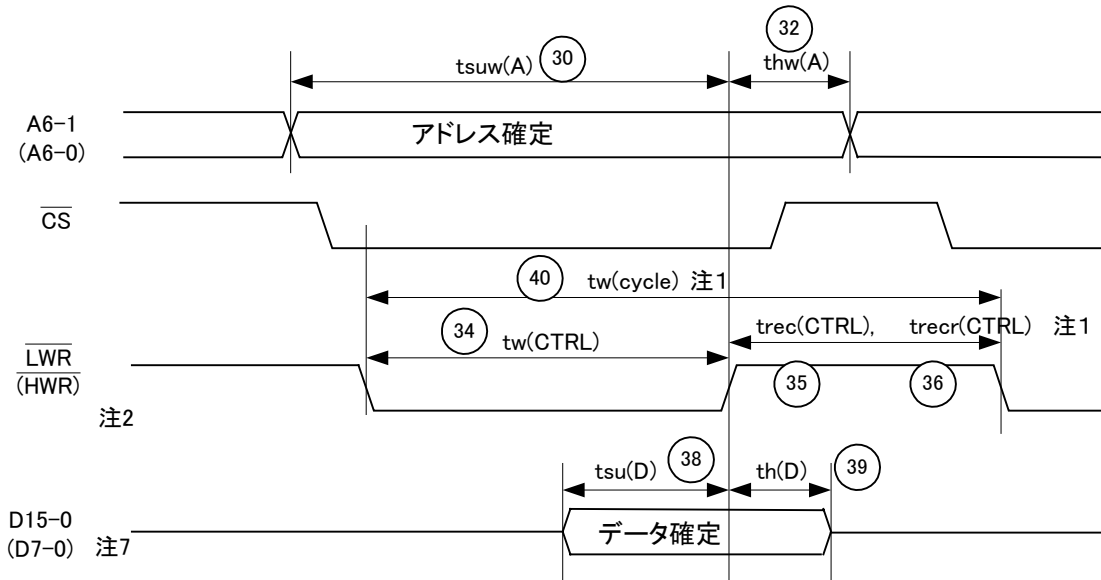 32
tsuw(A) 30
thw(A)
A6-1
(A6-0)
アドレス確定
CS
40 tw(cycle) 注1
34
trec(CTRL), trecr(CTRL) 注1
tw(CTRL)
LWR
(HWR)
35 36
注2
tsu(D) 38 th(D) 39
D15-0
(D7-0) 注7
データ確定